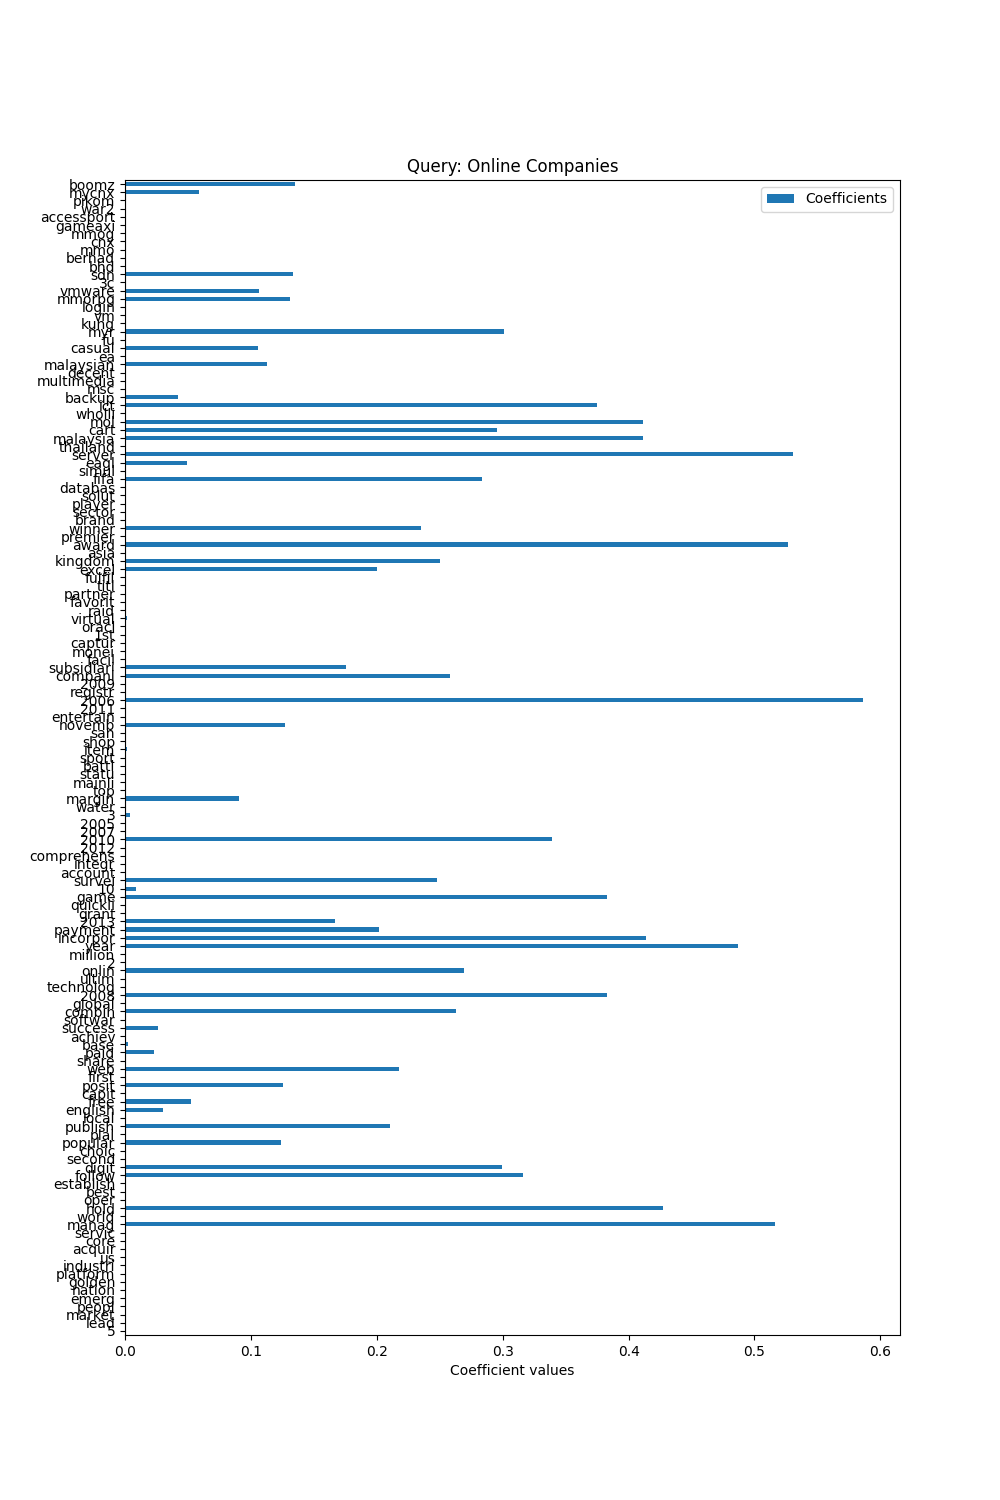 Query: Online Companies
Coefficients
boomz
mycnx
prkom
war2
accessport
gameaxi
mmog
cnx
mmo
berhad
bhd
sdn
3c
vmware
mmorpg
login
vm
kung
myr
fu
casual
ea
malaysian
decent
multimedia
msc
backup
ict
wholli
mol
cart
malaysia
thailand
server
eagl
simul
fifa
databas
solut
player
sector
brand
winner
premier
award
asia
kingdom
excel
fulfil
titl
partner
favorit
raid
virtual
oracl
1st
captur
monei
facil
subsidiari
compani
2009
registr
2006
2011
entertain
novemb
san
shop
item
sport
battl
statu
mainli
top
margin
water
3
2005
2007
2010
2012
comprehens
integr
account
survei
10
game
quickli
grant
2013
payment
incorpor
year
million
2
onlin
ultim
technolog
2008
global
combin
softwar
success
achiev
base
paid
share
web
first
posit
capit
free
english
local
publish
plai
popular
choic
second
digit
follow
establish
best
oper
hold
world
manag
servic
core
acquir
us
industri
platform
golden
nation
emerg
peopl
market
lead
5
0.0 0.1 0.2 0.3 0.4 0.5 0.6
Coefficient values